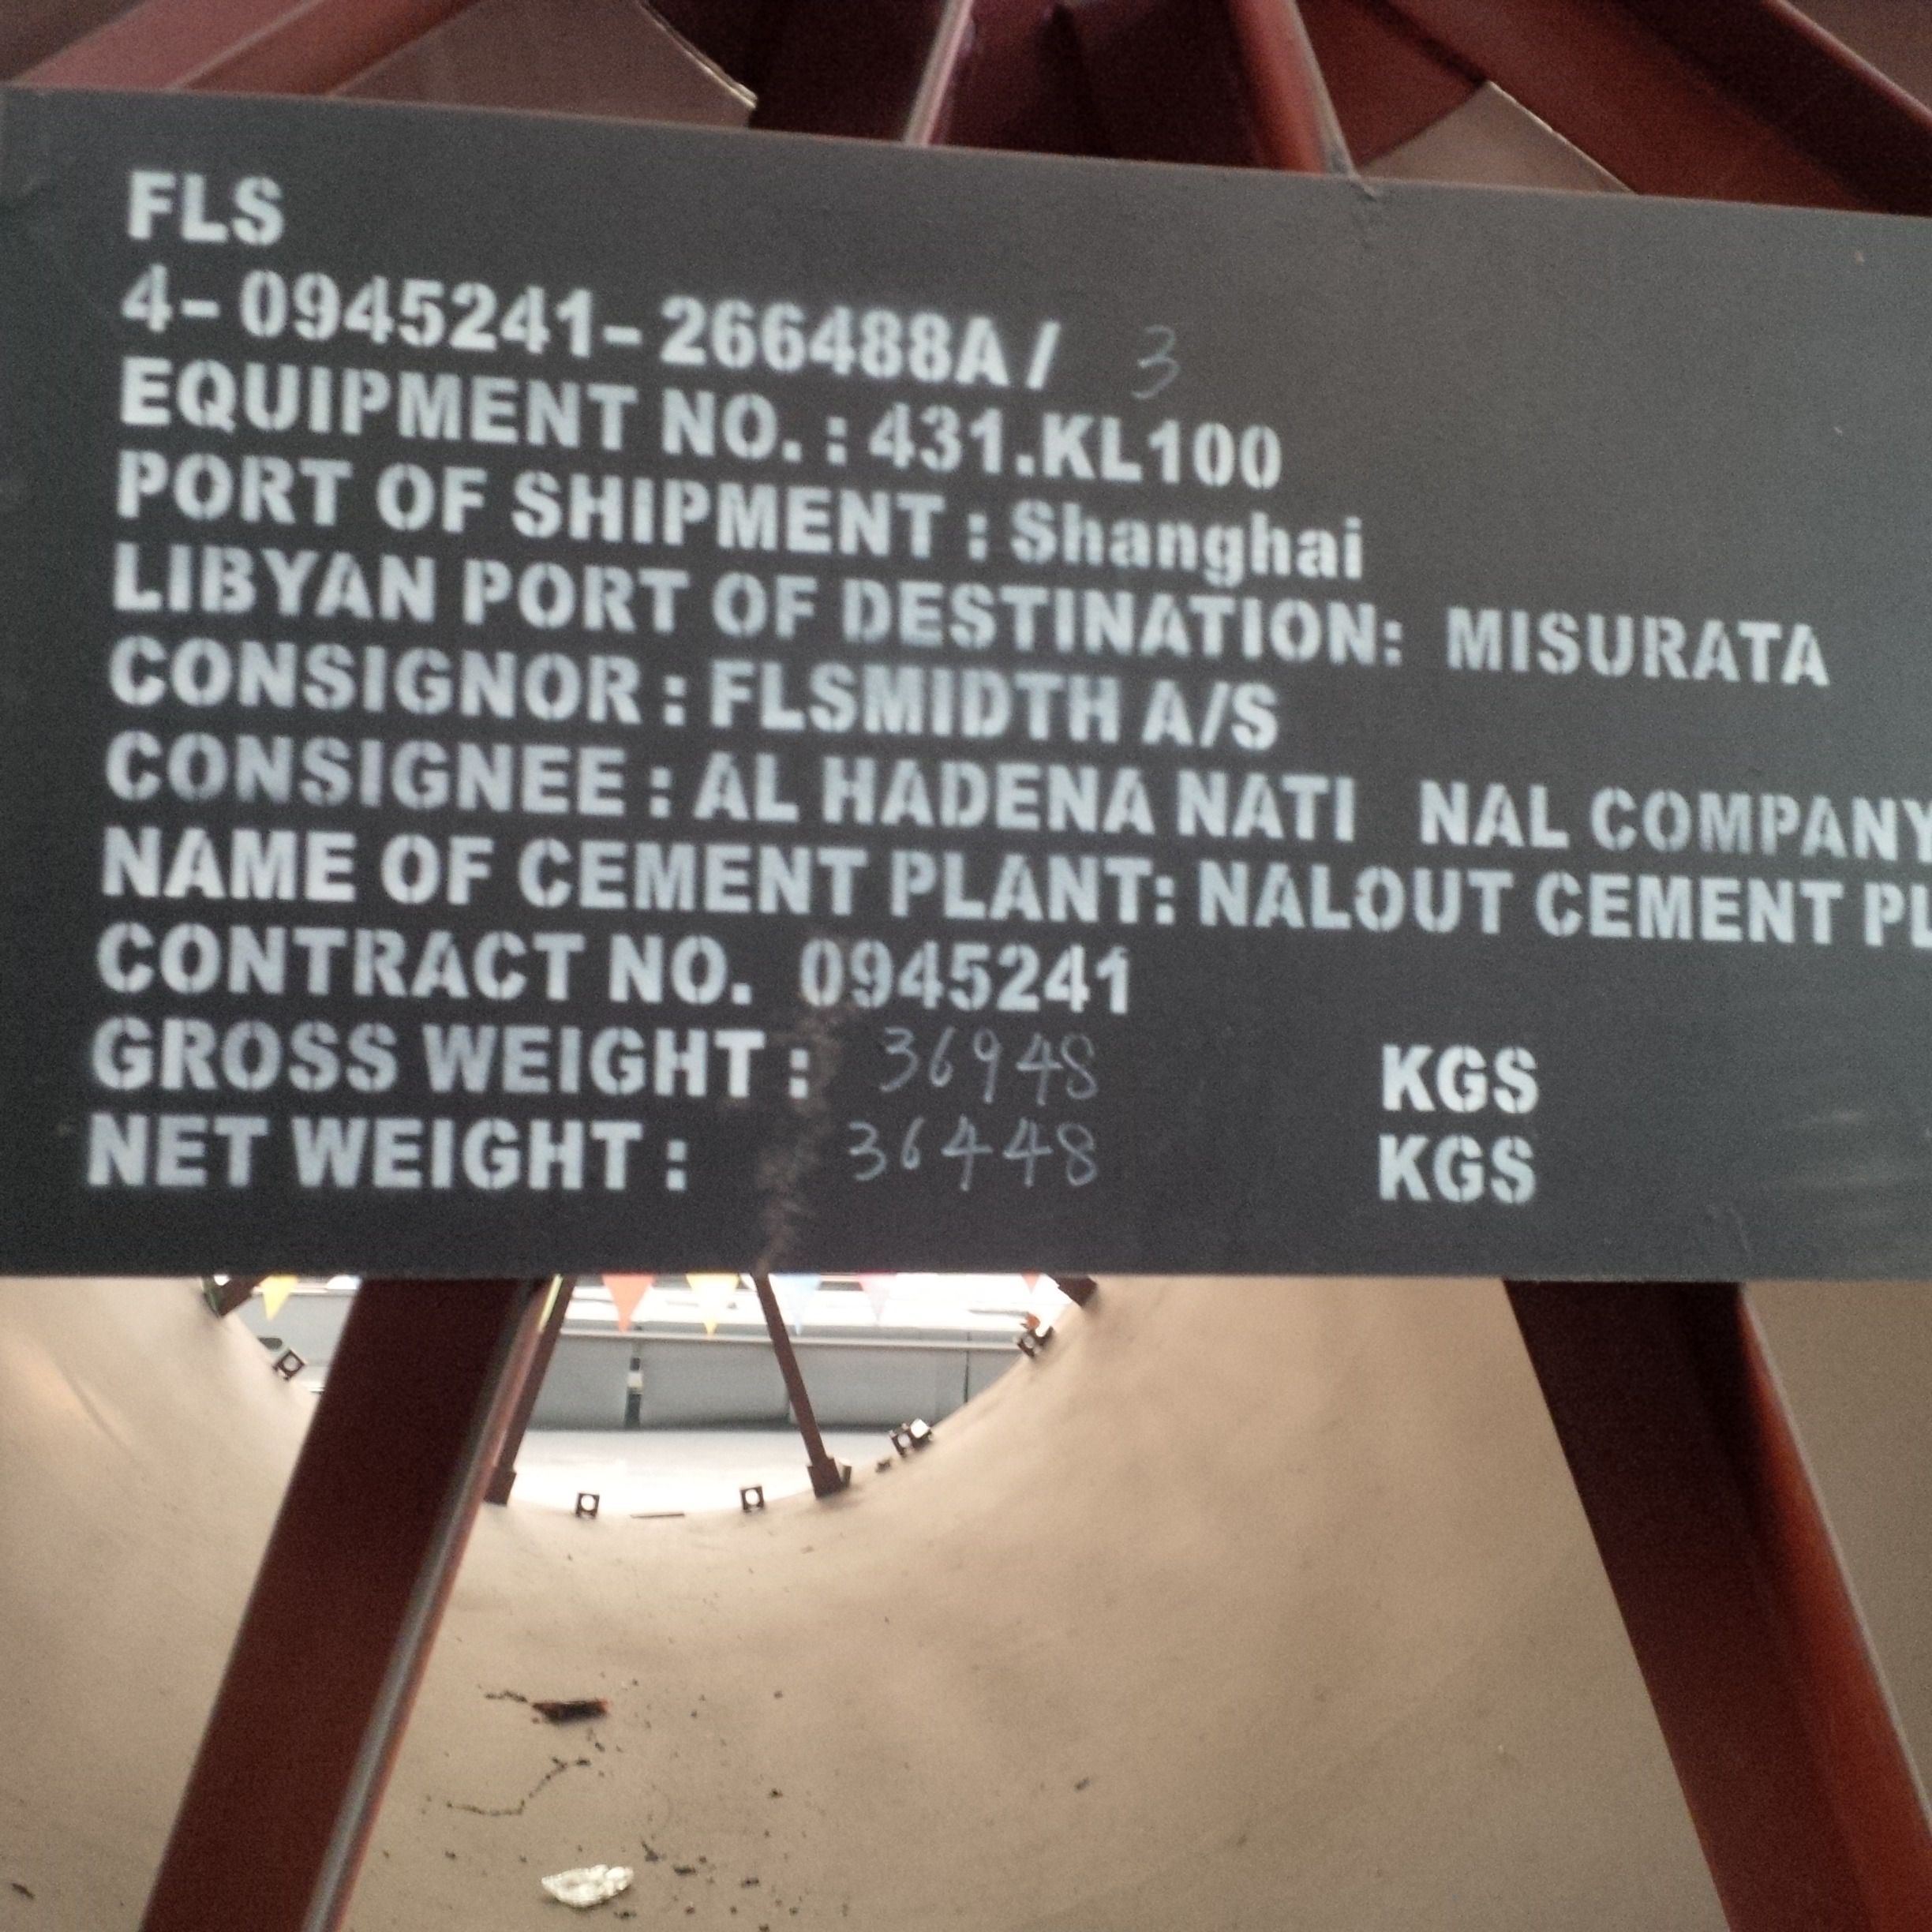 FLS
4-0945241-266488A / 3
EQUIPMENT NO. : 431.KL100
PORT OF SHIPMENT : Shanghai
LIBYAN PORT OF DESTINATION: MISURATA
CONSIGNOR : FLSMIDTH A/S
CONSIGNEE : AL HADENA NATI NAL COMPANY
NAME OF CEMENT PLANT: NALOUT CEMENT PL
CONTRACT NO. 0945241
GROSS WEIGHT : 36948 KGS
NET WEIGHT : 36448 KGS